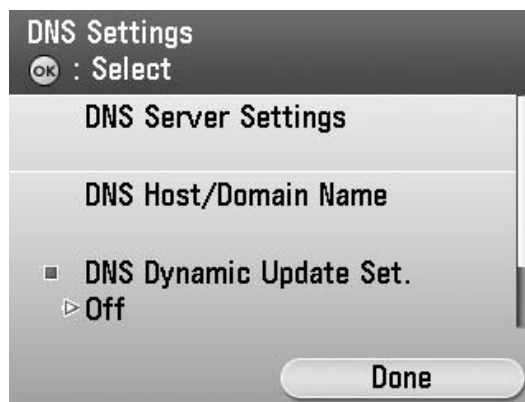 DNS Settings
OK : Select
DNS Server Settings
DNS Host/Domain Name
DNS Dynamic Update Set.
Off
Done